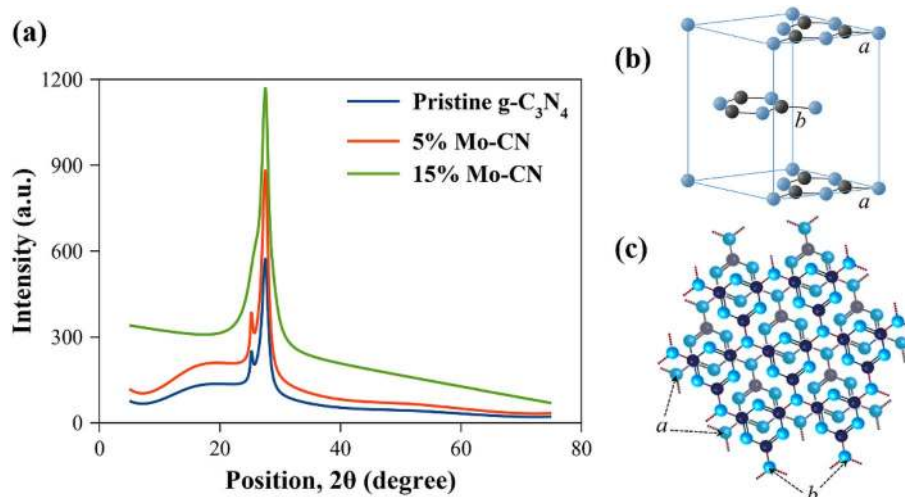 (a)
1200
900
600
300
0
0
20
40
60
80
Intensity (a.u.)
Position, 2θ (degree)
Pristine g-C₃N₄
5% Mo-CN
15% Mo-CN
(b)
a
b
a
(c)
a
b